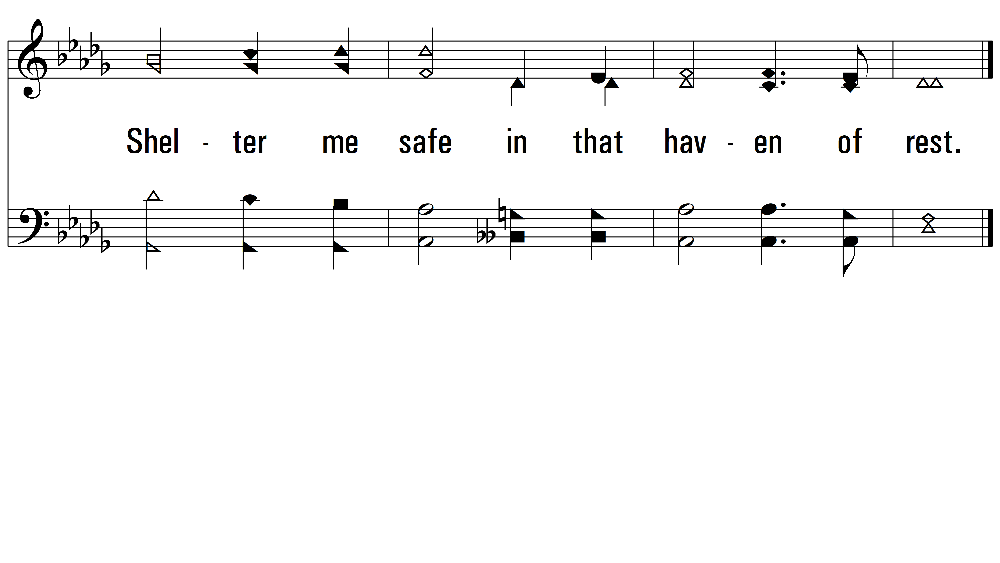 Shel - ter me safe in that hav - en of rest.